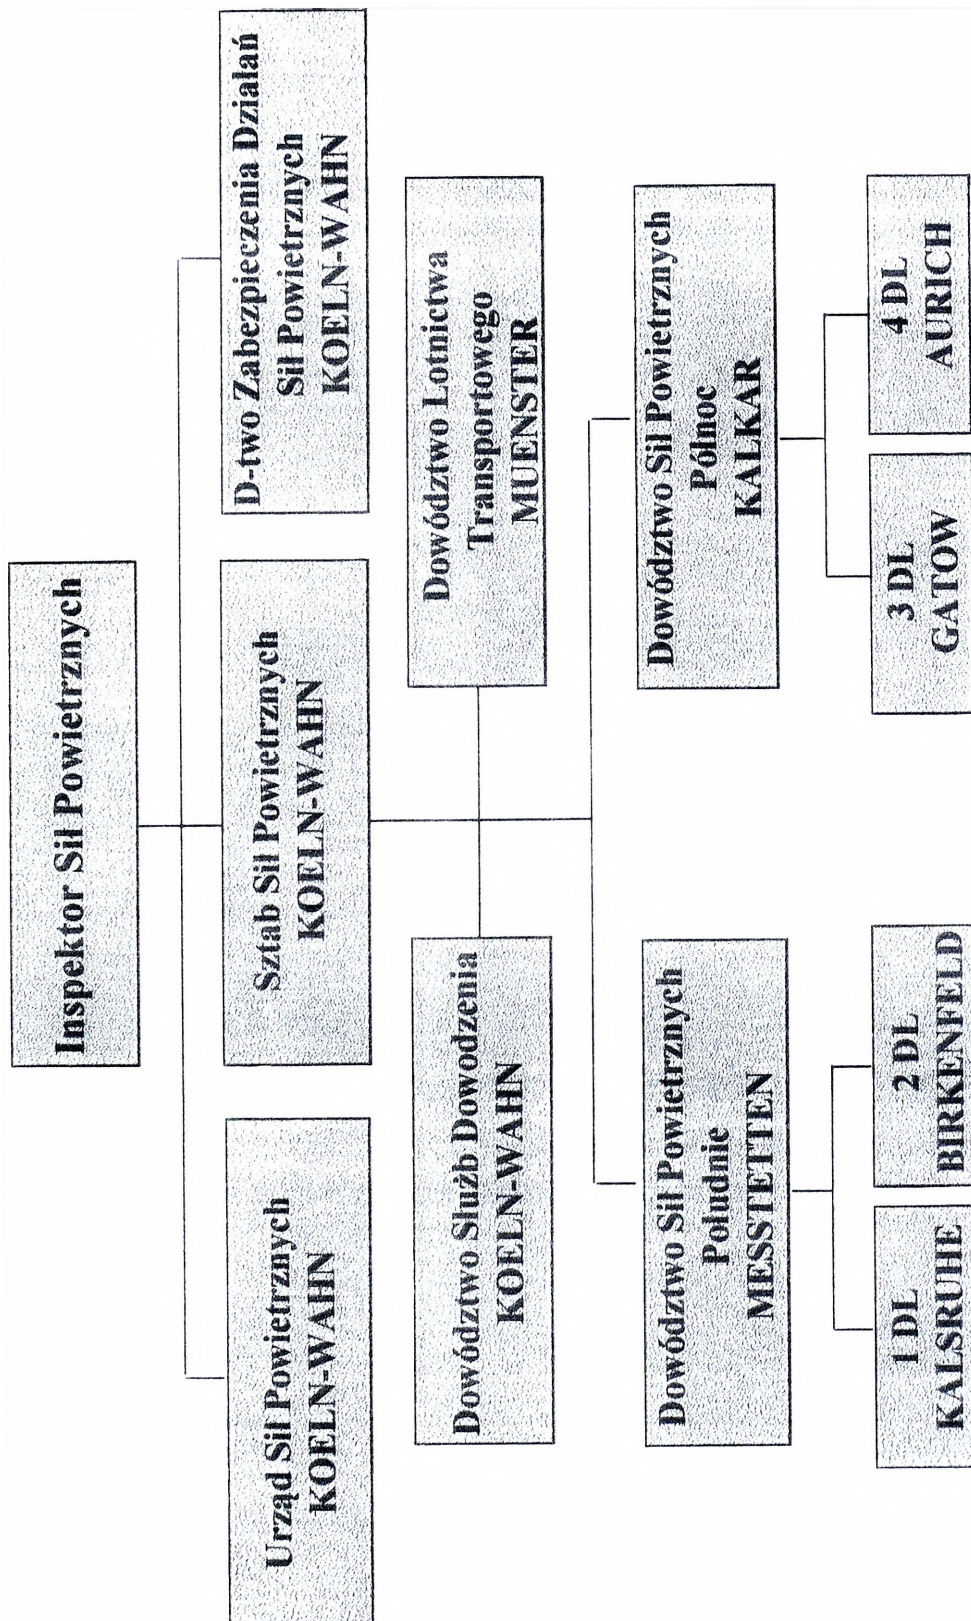 Inspektor Sił Powietrznych
Urząd Sił Powietrznych
KOELN-WAHN
Sztab Sił Powietrznych
KOELN-WAHN
D-two Zabezpieczenia Działań
Sił Powietrznych
KOELN-WAHN
Dowództwo Służb Dowodzenia
KOELN-WAHN
Dowództwo Lotnictwa
Transportowego
MUENSTER
Dowództwo Sił Powietrznych
Południe
MESSTETTEN
Dowództwo Sił Powietrznych
Północ
KALKAR
1 DL
KALSRUHE
2 DL
BIRKENFELD
3 DL
GATOW
4 DL
AURICH